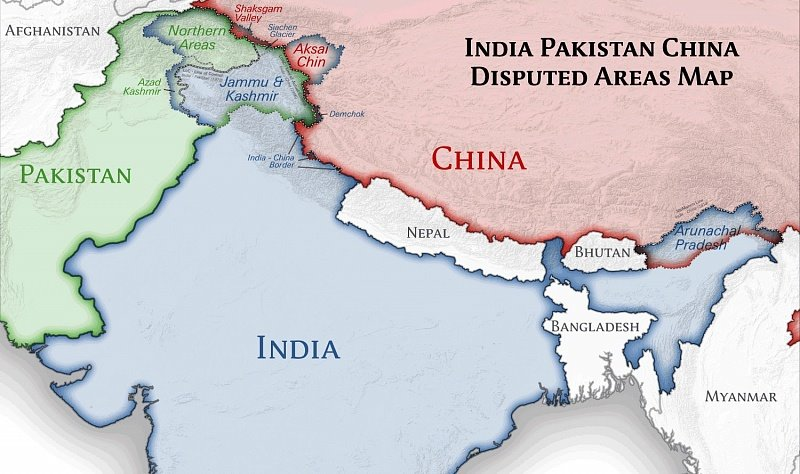 INDIA PAKISTAN CHINA
DISPUTED AREAS MAP
AFGHANISTAN
Northern
Areas
Shaksgam
Valley
Siachen
Glacier
Aksai
Chin
Azad
Kashmir
Jammu &
Kashmir
Demchok
India - China
Border
PAKISTAN
CHINA
NEPAL
BHUTAN
Arunachal
Pradesh
INDIA
BANGLADESH
MYANMAR